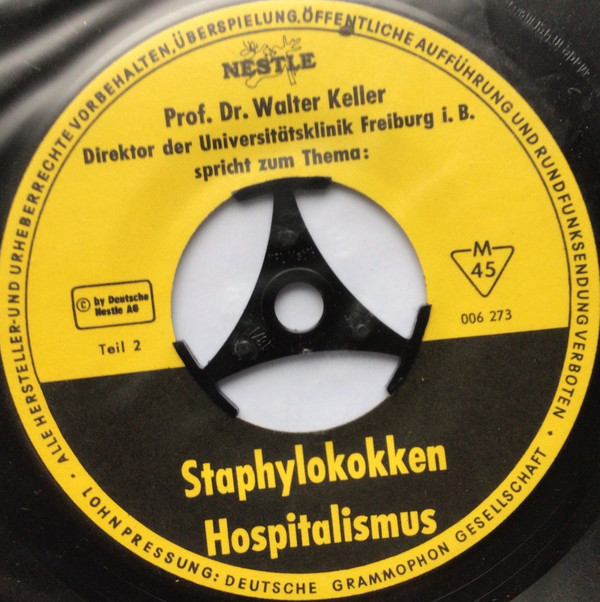 ALLE HERSTELLER-UND URHEBERRECHTE VORBEHALTEN, ÜBERSPIELUNG, ÖFFENTLICHE AUFFÜHRUNG UND RUNDFUNKSENDUNG VERBOTEN
NESTLE
Prof. Dr. Walter Keller
Direktor der Universitätsklinik Freiburg i. B.
spricht zum Thema:
M
45
© by Deutsche
Nestle AG
006 273
Teil 2
Staphylokokken
Hospitalismus
LOHNPRESSUNG: DEUTSCHE GRAMMOPHON GESELLSCHAFT